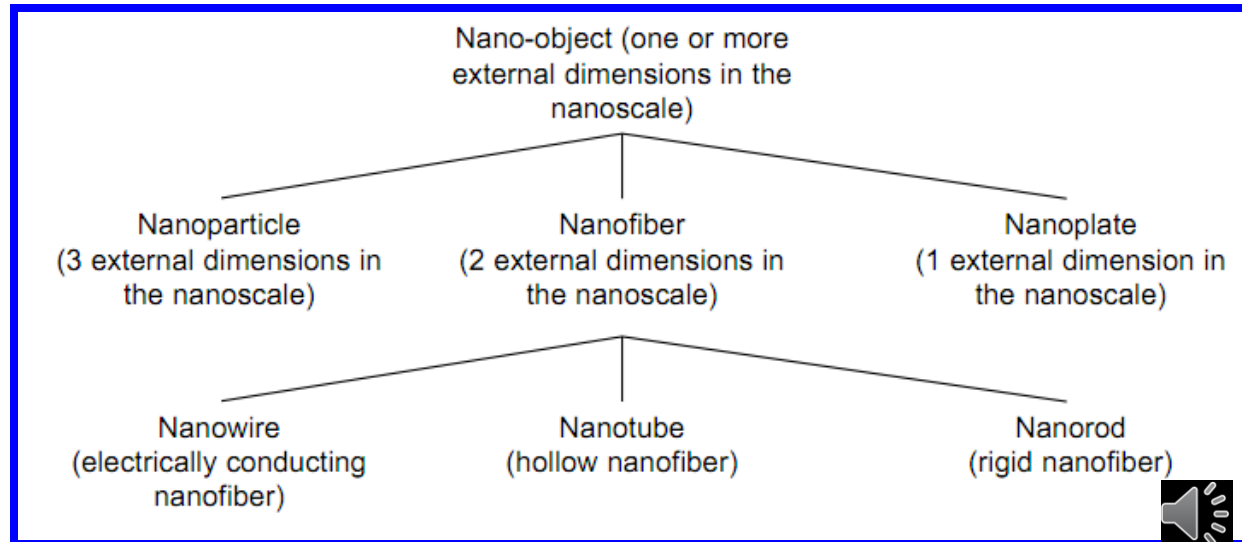 Nano-object (one or more
external dimensions in the
nanoscale)
Nanoparticle
(3 external dimensions in
the nanoscale)
Nanofiber
(2 external dimensions in
the nanoscale)
Nanoplate
(1 external dimension in
the nanoscale)
Nanowire
(electrically conducting
nanofiber)
Nanotube
(hollow nanofiber)
Nanorod
(rigid nanofiber)